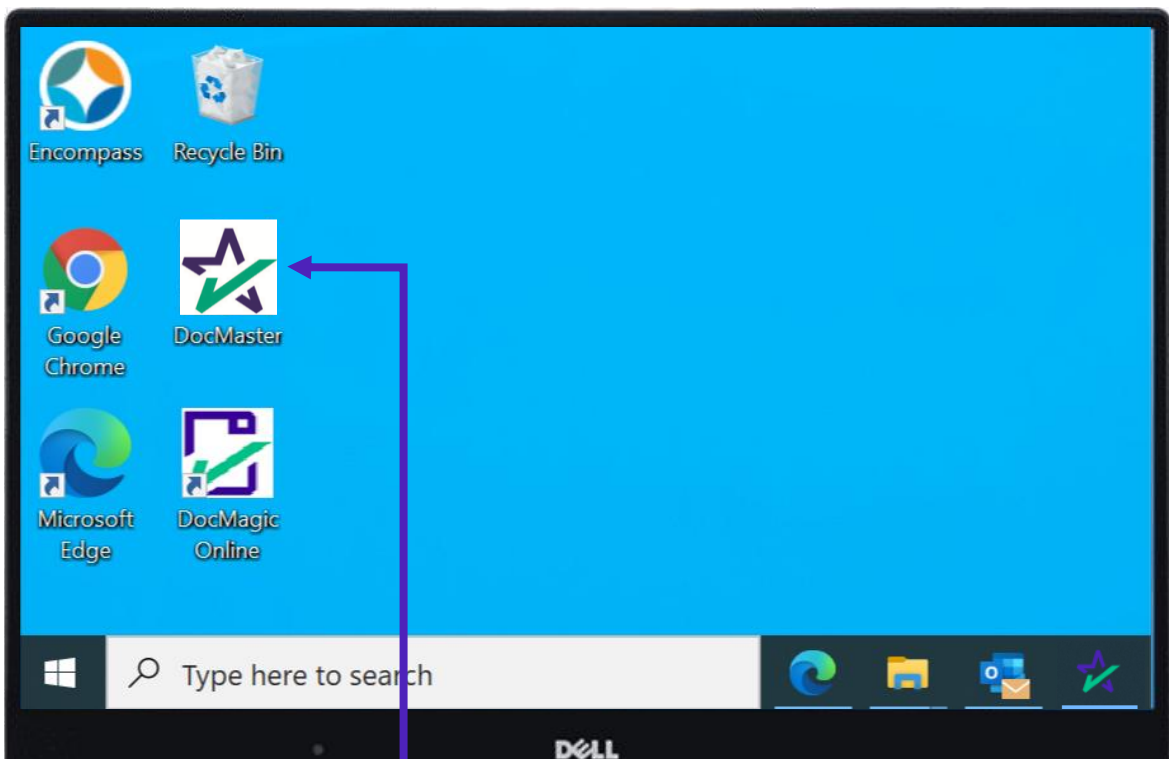 Encompass
Recycle Bin
Google
Chrome
DocMaster
Microsoft
Edge
DocMagic
Online
Type here to search
DELL